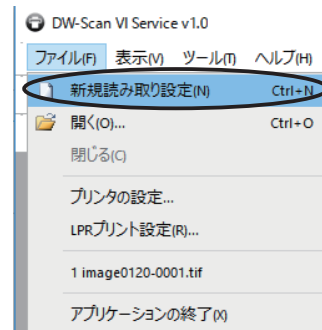 DW-Scan VI Service v1.0
ファイル(F) 表示(V) ツール(T) ヘルプ(H)
新規読み取り設定(N) Ctrl+N
開く(O)... Ctrl+O
閉じる(C)
プリンタの設定...
LPRプリント設定(R)...
1 image0120-0001.tif
アプリケーションの終了(X)